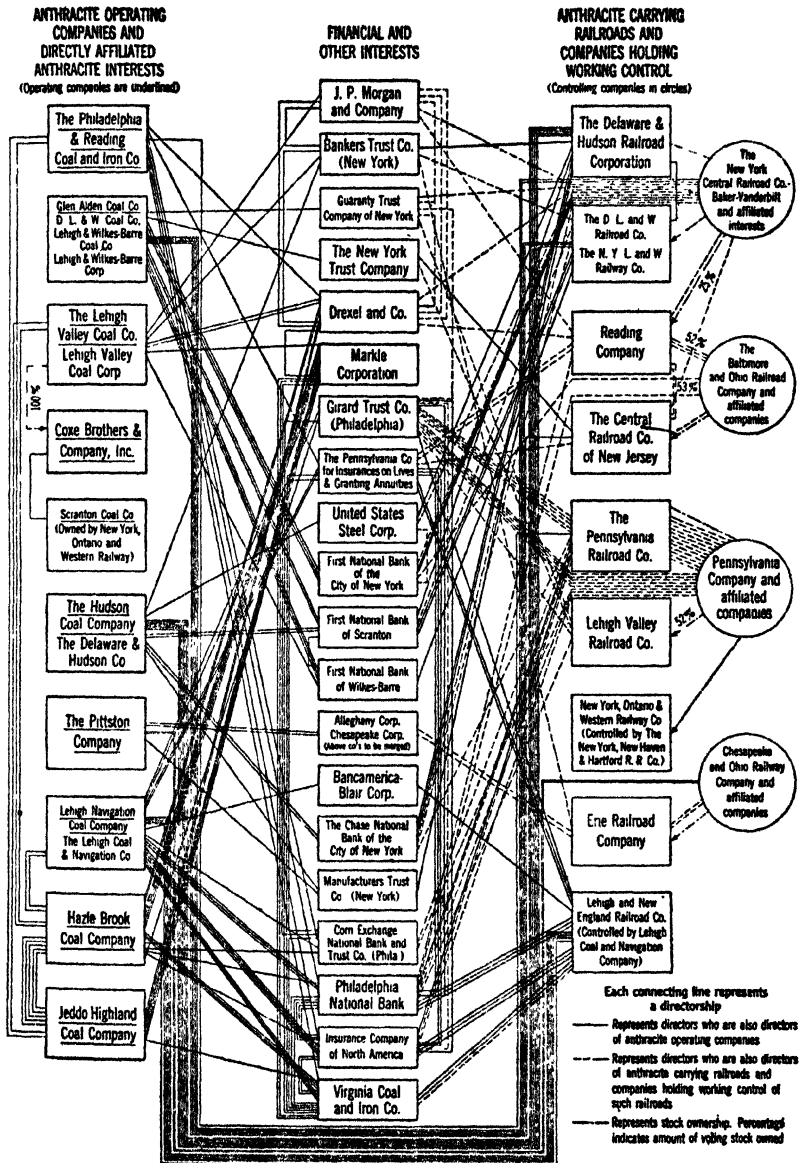 ANTHRACITE OPERATING
COMPANIES AND
DIRECTLY AFFILIATED
ANTHRACITE INTERESTS
(Operating companies are underlined)
The Philadelphia
& Reading
Coal and Iron Co
Glen Alden Coal Co
D L. & W Coal Co.
Lehigh & Wilkes-Barre
Coal Co
Lehigh & Wilkes-Barre
Corp
The Lehigh
Valley Coal Co.
Lehigh Valley
Coal Corp
100 %
Coxe Brothers &
Company, Inc.
Scranton Coal Co
(Owned by New York,
Ontario and
Western Railway)
The Hudson
Coal Company
The Delaware &
Hudson Co
The Pittston
Company
Lehigh Navigation
Coal Company
The Lehigh Coal
& Navigation Co
Hazle Brook
Coal Company
Jeddo Highland
Coal Company
FINANCIAL AND
OTHER INTERESTS
J. P. Morgan
and Company
Bankers Trust Co.
(New York)
Guaranty Trust
Company of New York
The New York
Trust Company
Drexel and Co.
Markle
Corporation
Girard Trust Co.
(Philadelphia)
The Pennsylvania Co
for Insurances on Lives
& Granting Annuities
United States
Steel Corp.
First National Bank
of the
City of New York
First National Bank
of Scranton
First National Bank
of Wilkes-Barre
Alleghany Corp.
Chesapeake Corp.
(Above co's to be merged)
Bancamerica-
Blair Corp.
The Chase National
Bank of the
City of New York
Manufacturers Trust
Co (New York)
Corn Exchange
National Bank and
Trust Co. (Phila)
Philadelphia
National Bank
Insurance Company
of North America
Virginia Coal
and Iron Co.
ANTHRACITE CARRYING
RAILROADS AND
COMPANIES HOLDING
WORKING CONTROL
(Controlling companies in circles)
The Delaware &
Hudson Railroad
Corporation
The D L. and W
Railroad Co.
The N. Y L. and W
Railway Co.
Reading
Company
The Central
Railroad Co.
of New Jersey
The
Pennsylvania
Railroad Co.
Lehigh Valley
Railroad Co.
New York, Ontario &
Western Railway Co
(Controlled by The
New York, New Haven
& Hartford R. R Co.)
Erie Railroad
Company
Lehigh and New
England Railroad Co.
(Controlled by Lehigh
Coal and Navigation
Company)
The
New York
Central Railroad Co.-
Baker-Vanderbilt
and affiliated
interests
25%
52%
53%
The
Baltimore
and Ohio Railroad
Company and
affiliated
companies
Pennsylvania
Company and
affiliated
companies
52%
Chesapeake
and Ohio Railway
Company and
affiliated
companies
Each connecting line represents
a directorship
Represents directors who are also directors
of anthracite operating companies
Represents directors who are also directors
of anthracite carrying railroads and
companies holding working control of
such railroads
Represents stock ownership. Percentage
indicates amount of voting stock owned